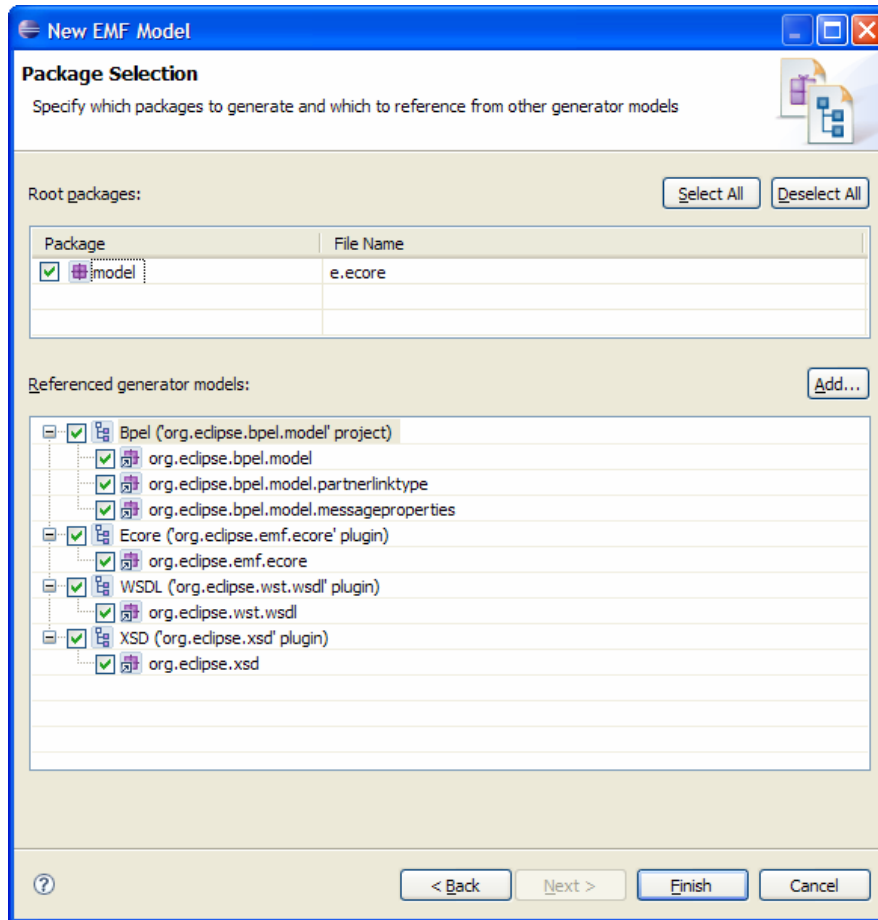 New EMF Model
Package Selection
Specify which packages to generate and which to reference from other generator models
Root packages:
Select All
Deselect All
Package
File Name
model
e.ecore
Referenced generator models:
Add...
Bpel ('org.eclipse.bpel.model' project)
org.eclipse.bpel.model
org.eclipse.bpel.model.partnerlinktype
org.eclipse.bpel.model.messageproperties
Ecore ('org.eclipse.emf.ecore' plugin)
org.eclipse.emf.ecore
WSDL ('org.eclipse.wst.wsdl' plugin)
org.eclipse.wst.wsdl
XSD ('org.eclipse.xsd' plugin)
org.eclipse.xsd
?
< Back
Next >
Finish
Cancel